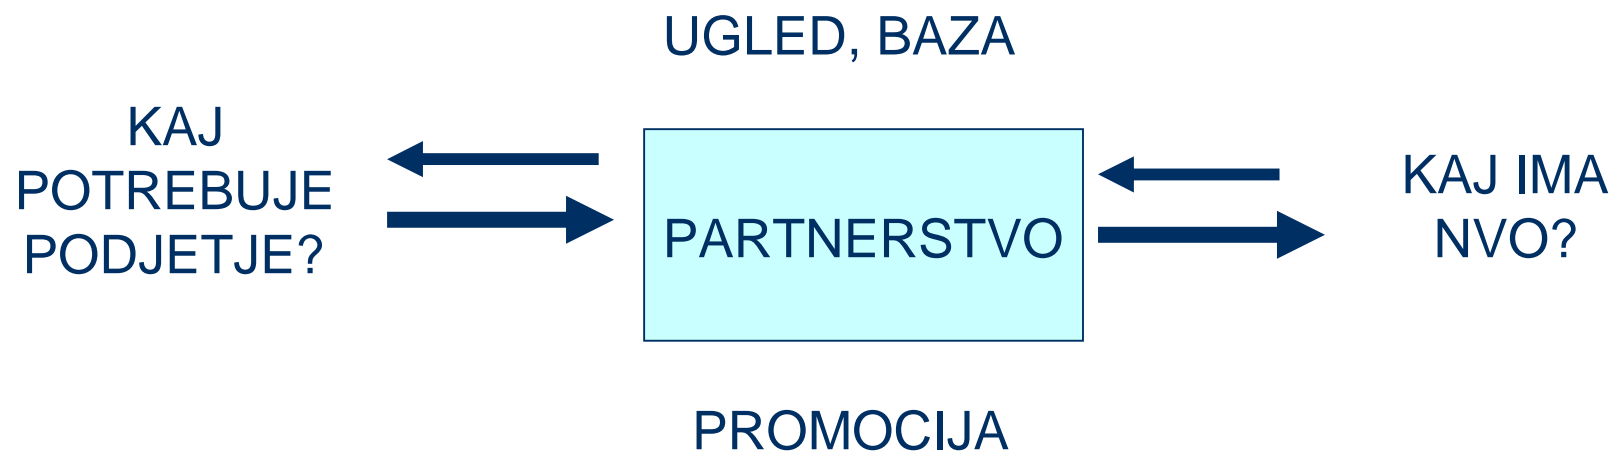 UGLED, BAZA
KAJ
POTREBUJE
PODJETJE?
PARTNERSTVO
KAJ IMA
NVO?
PROMOCIJA